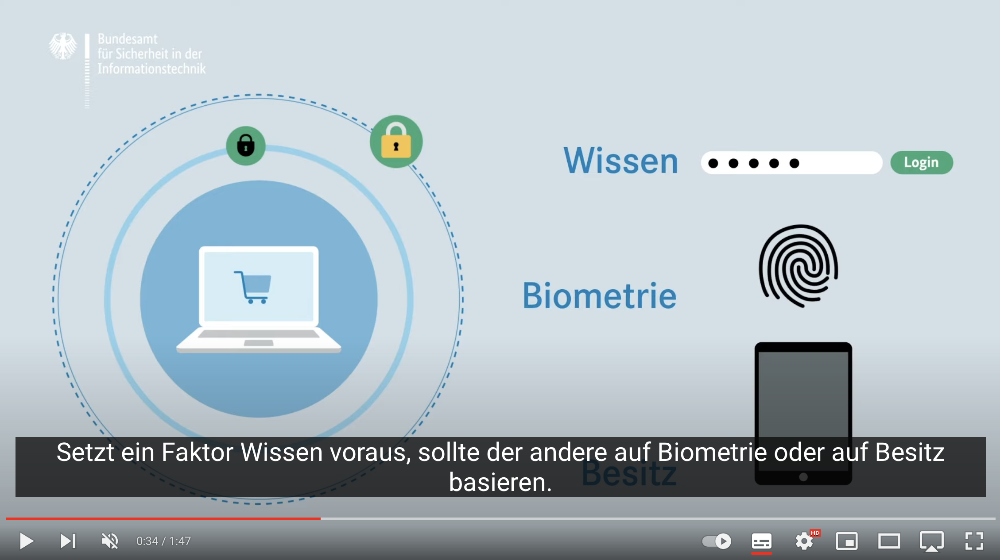 Bundesamt
für Sicherheit in der
Informationstechnik
Wissen
Login
Biometrie
Besitz
Setzt ein Faktor Wissen voraus, sollte der andere auf Biometrie oder auf Besitz
basieren.
0:34 / 1:47
HD